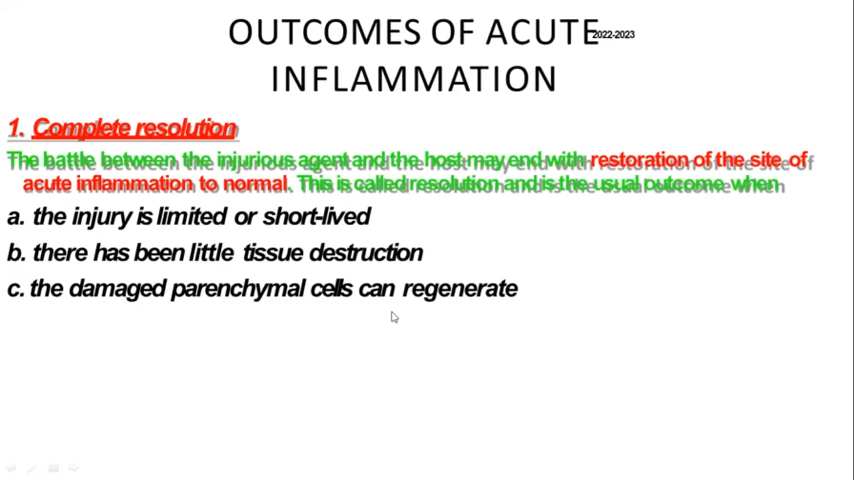 OUTCOMES OF ACUTE 2022-2023
INFLAMMATION
1. Complete resolution
The battle between the injurious agent and the host may end with restoration of the site of
acute inflammation to normal. This is called resolution and is the usual outcome when
a. the injury is limited or short-lived
b. there has been little tissue destruction
c. the damaged parenchymal cells can regenerate